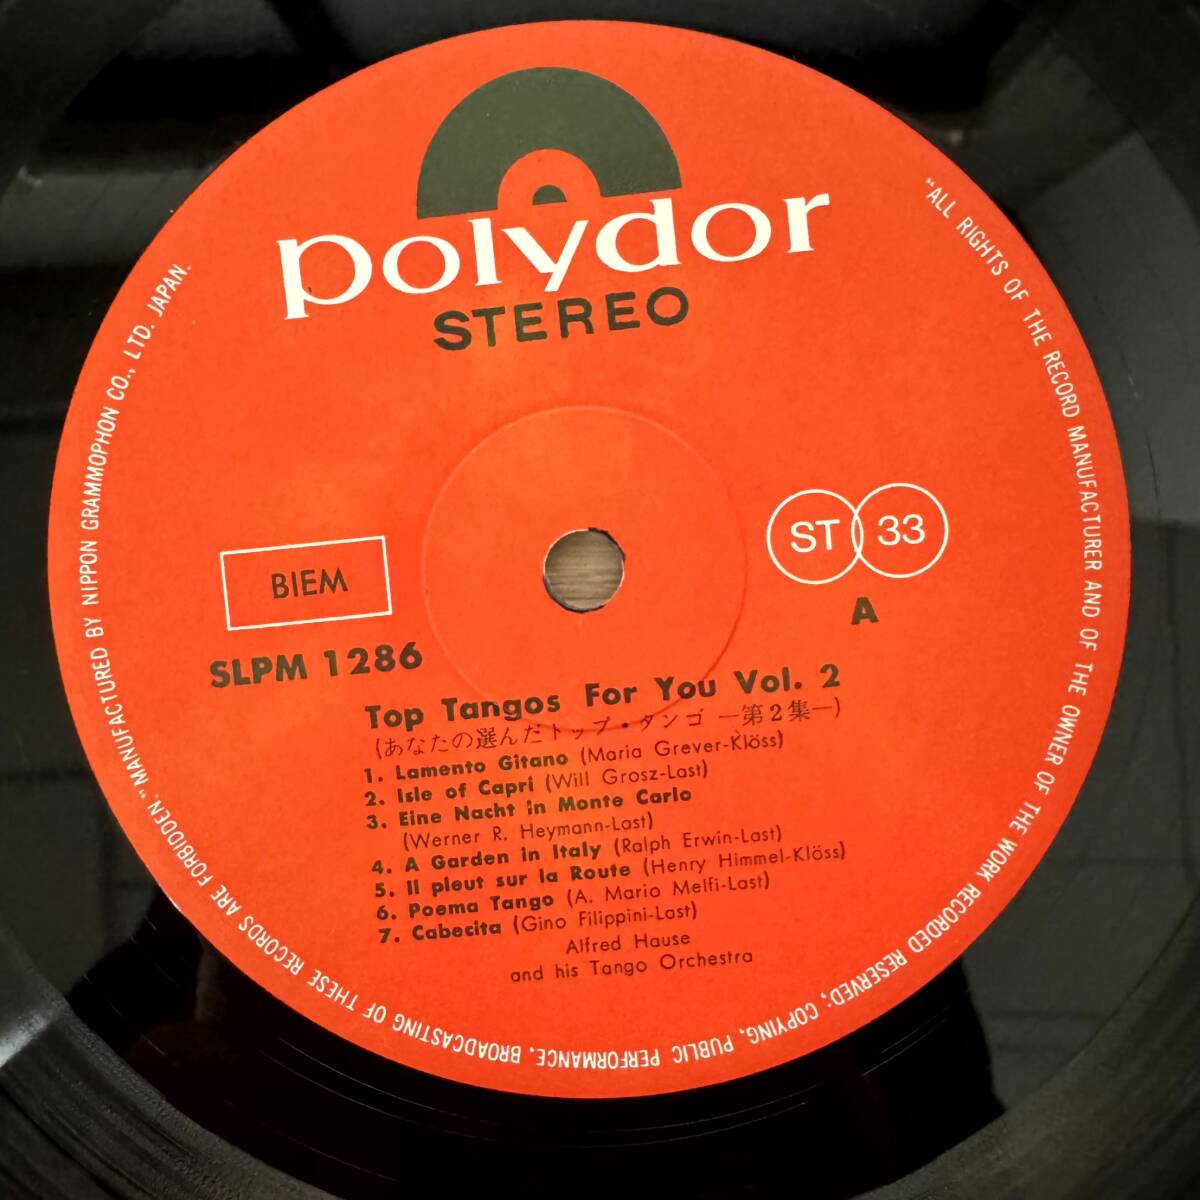 polydor
STEREO
BIEM
ST 33
A
SLPM 1286
Top Tangos For You Vol. 2
(あなたの選んだトップ・タンゴ —第2集—)
1. Lamento Gitano (Maria Grever-Klöss)
2. Isle of Capri (Will Grosz-Last)
3. Eine Nacht in Monte Carlo
(Werner R. Heymann-Last)
4. A Garden in Italy (Ralph Erwin-Last)
5. Il pleut sur la Route (Henry Himmel-Klöss)
6. Poema Tango (A. Mario Melfi-Last)
7. Cabecita (Gino Filippini-Last)
Alfred Hause
and his Tango Orchestra
"ALL RIGHTS OF THE RECORD MANUFACTURER AND OF THE OWNER OF THE WORK RECORDED RESERVED; COPYING, PUBLIC PERFORMANCE, BROADCASTING OF THESE RECORDS ARE FORBIDDEN." MANUFACTURED BY NIPPON GRAMMOPHON CO., LTD. JAPAN.